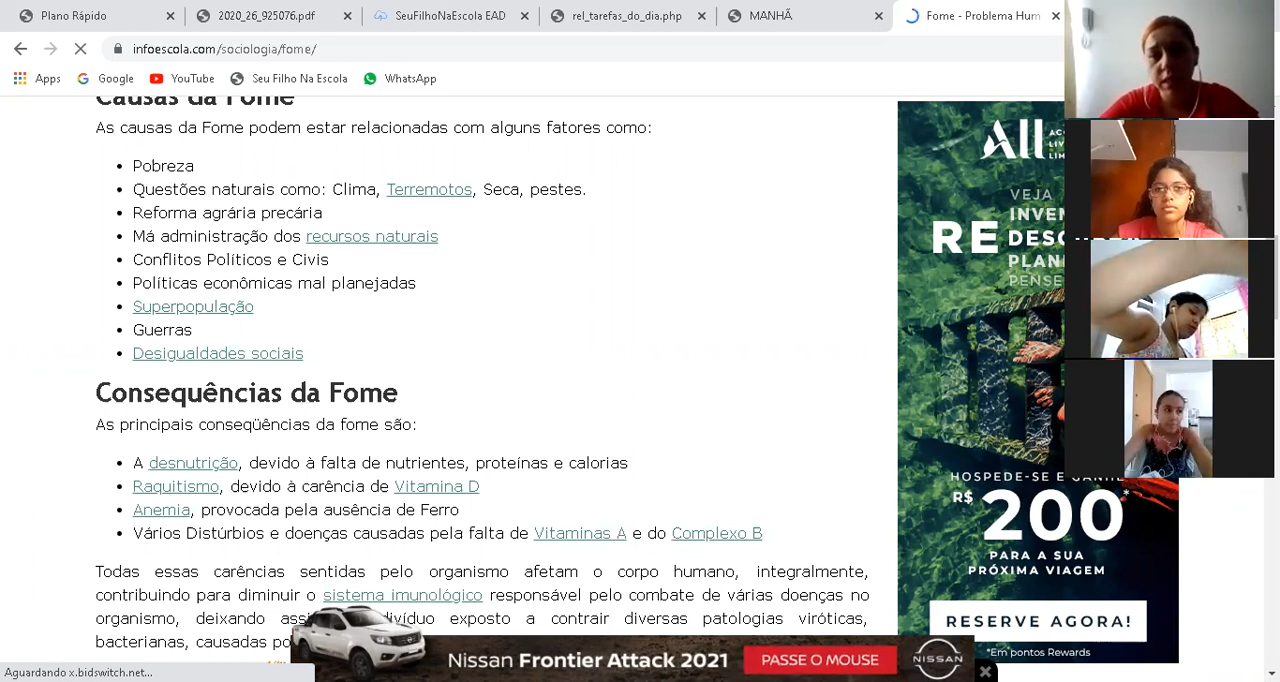 Plano Rápido
2020_26_925076.pdf
SeuFilhoNaEscola EAD
rel_tarefas_do_dia.php
MANHÃ
Fome - Problema Hum
infoescola.com/sociologia/fome/
Apps
Google
YouTube
Seu Filho Na Escola
WhatsApp
Causas da Fome
As causas da Fome podem estar relacionadas com alguns fatores como:
• Pobreza
• Questões naturais como: Clima, Terremotos, Seca, pestes.
• Reforma agrária precária
• Má administração dos recursos naturais
• Conflitos Políticos e Civis
• Políticas econômicas mal planejadas
• Superpopulação
• Guerras
• Desigualdades sociais
Consequências da Fome
As principais conseqüências da fome são:
• A desnutrição, devido à falta de nutrientes, proteínas e calorias
• Raquitismo, devido a carência de Vitamina D
• Anemia, provocada pela ausência de Ferro
• Vários Distúrbios e doenças causadas pela falta de Vitaminas A e do Complexo B
Todas essas carências sentidas pelo organismo afetam o corpo humano, integralmente,
contribuindo para diminuir o sistema imunológico responsável pelo combate de várias doenças no
organismo, deixando exposto a contrair diversas patologias viróticas,
bacterianas, causadas
ALL
VEJA
INVEN
RE DESC
PLAN
PENSE
HOSPEDE-SE E GANHE
R$ 200*
PARA A SUA
PRÓXIMA VIAGEM
RESERVE AGORA!
*Em pontos Rewards
Nissan Frontier Attack 2021
PASSE O MOUSE
NISSAN
Aguardando x.bidswitch.net...